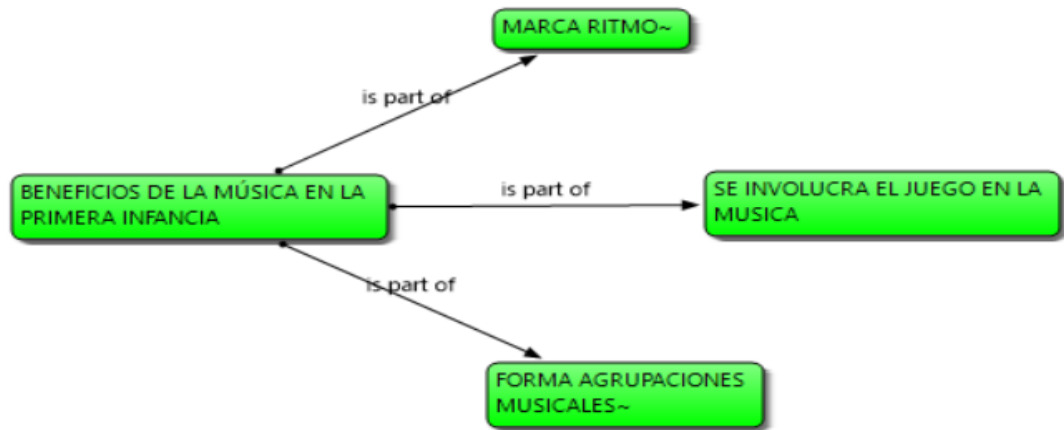 MARCA RITMO~
is part of
BENEFICIOS DE LA MÚSICA EN LA
PRIMERA INFANCIA
is part of
SE INVOLUCRA EL JUEGO EN LA
MUSICA
is part of
FORMA AGRUPACIONES
MUSICALES~